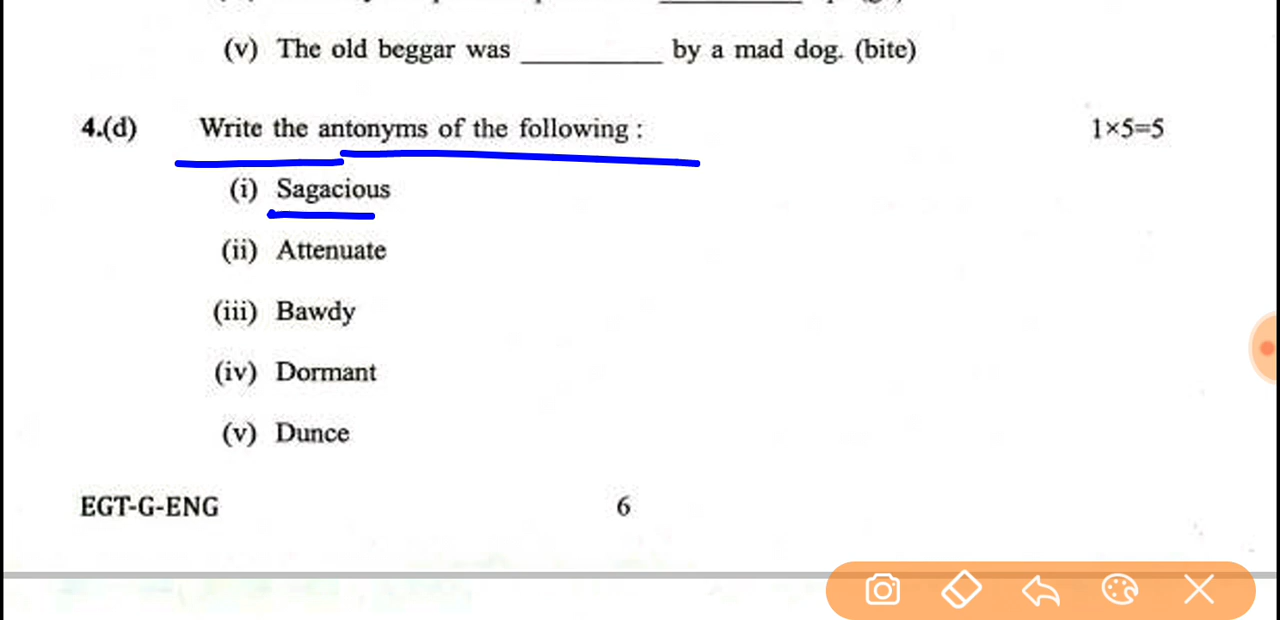 (v) The old beggar was __________ by a mad dog. (bite)
4.(d) Write the antonyms of the following : 1×5=5
(i) Sagacious
(ii) Attenuate
(iii) Bawdy
(iv) Dormant
(v) Dunce
EGT-G-ENG 6